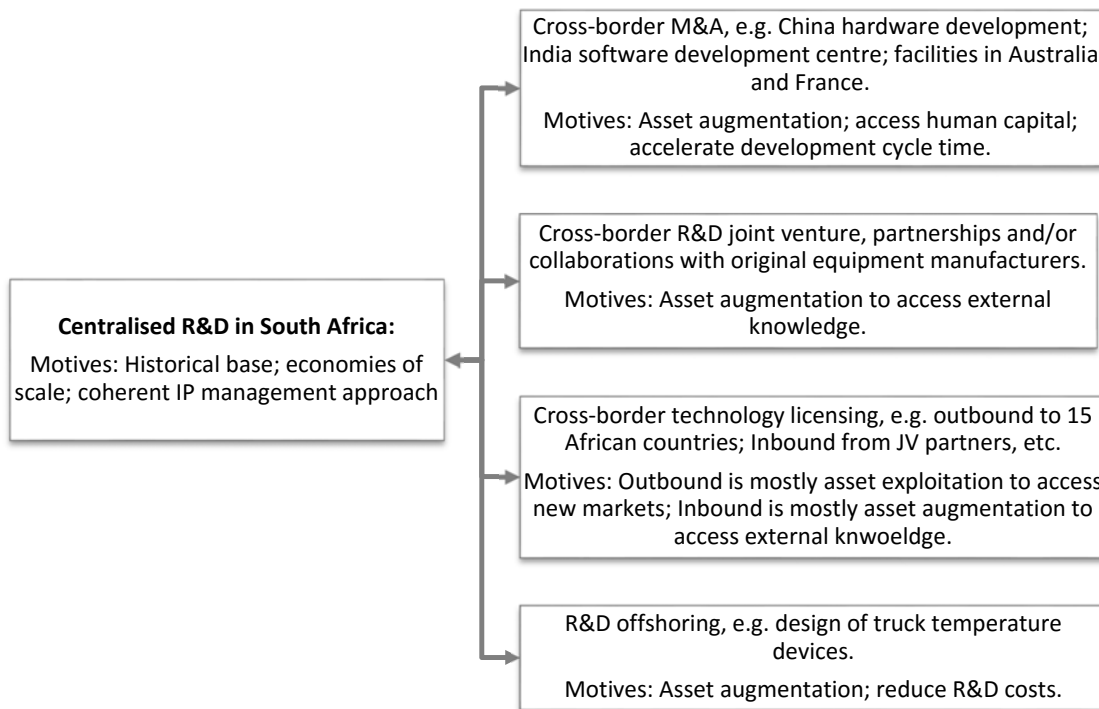 Cross-border M&A, e.g. China hardware development;
India software development centre; facilities in Australia
and France.
Motives: Asset augmentation; access human capital;
accelerate development cycle time.
Cross-border R&D joint venture, partnerships and/or
collaborations with original equipment manufacturers.
Motives: Asset augmentation to access external
knowledge.
Centralised R&D in South Africa:
Motives: Historical base; economies of
scale; coherent IP management approach
Cross-border technology licensing, e.g. outbound to 15
African countries; Inbound from JV partners, etc.
Motives: Outbound is mostly asset exploitation to access
new markets; Inbound is mostly asset augmentation to
access external knwoeldge.
R&D offshoring, e.g. design of truck temperature
devices.
Motives: Asset augmentation; reduce R&D costs.